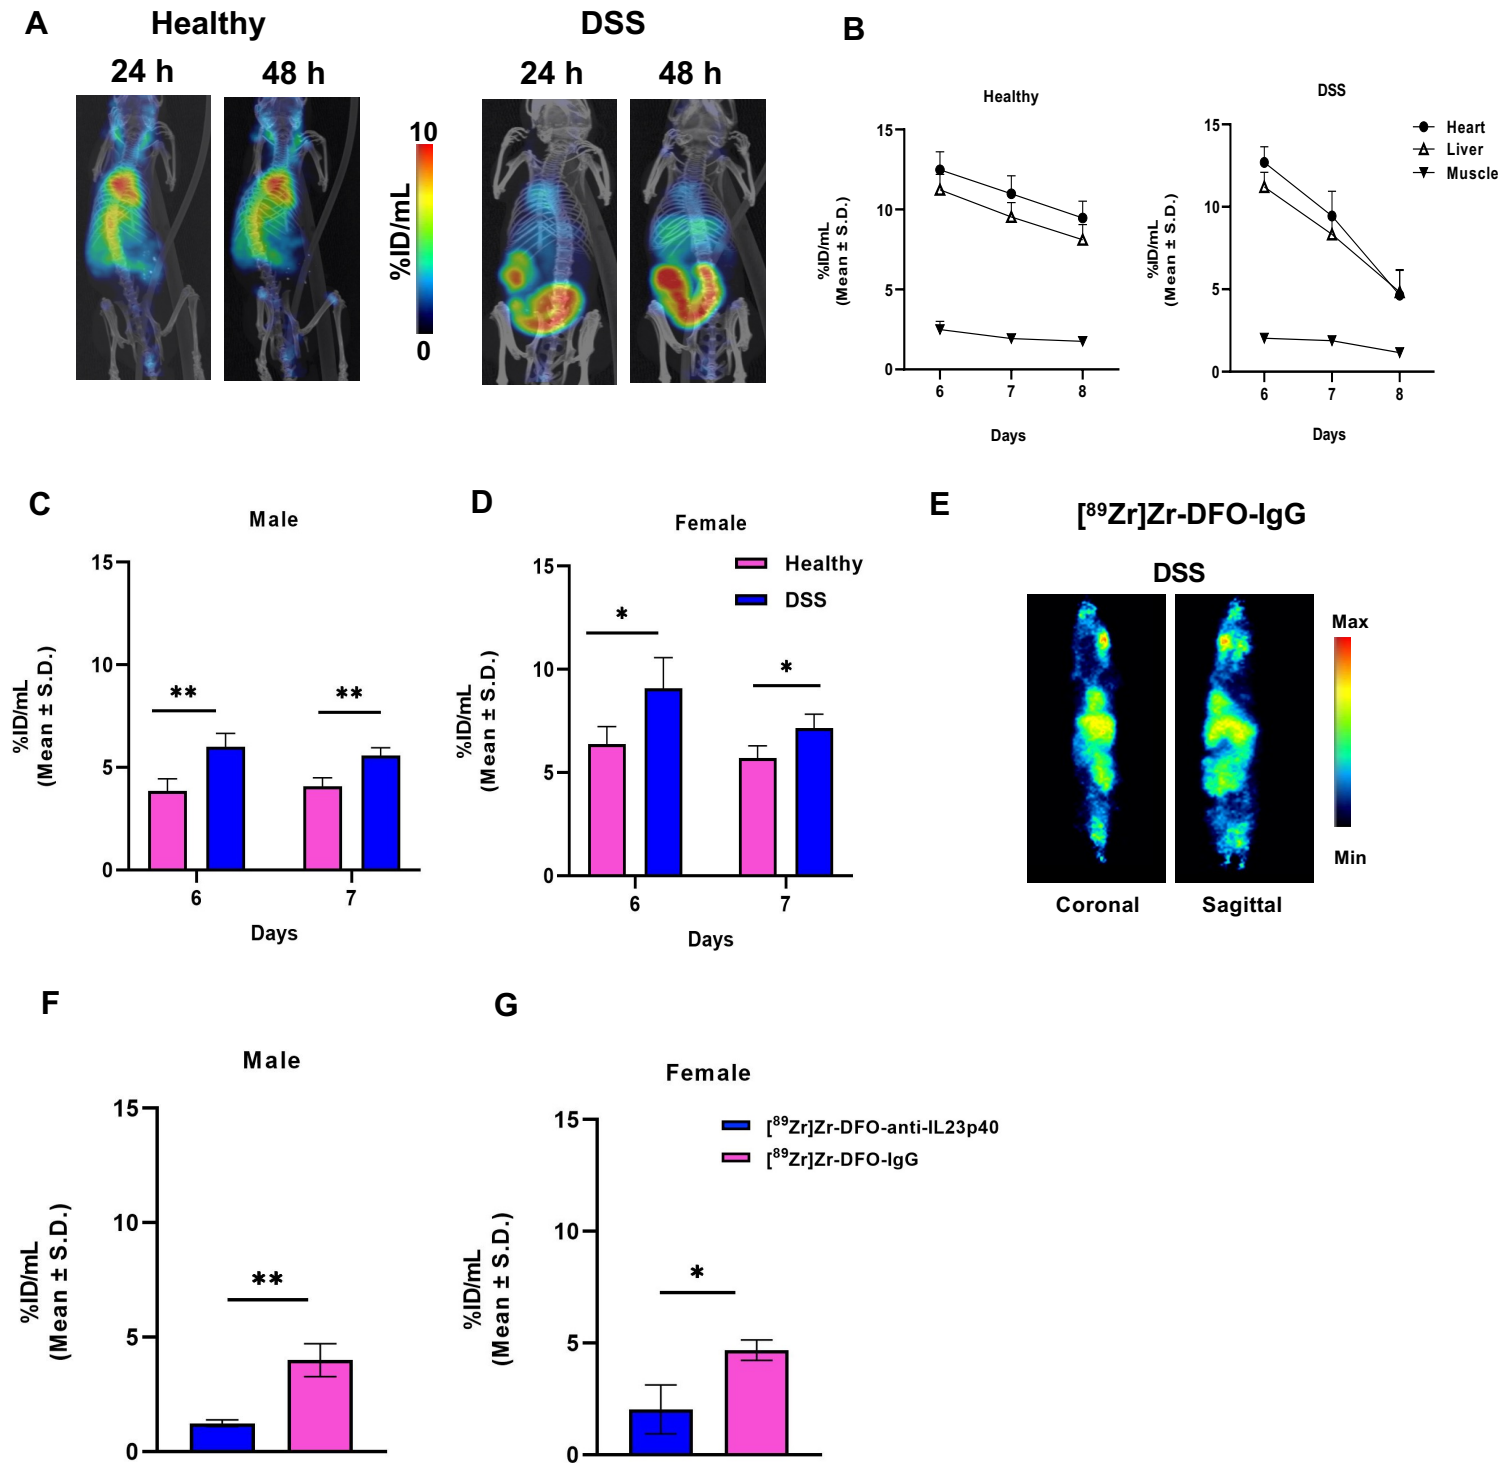 A
Healthy
DSS
24 h
48 h
24 h
48 h
10
%ID/mL
0
B
Healthy
DSS
Heart
Liver
Muscle
15
10
5
0
%ID/mL
(Mean ± S.D.)
6
7
8
Days
15
10
5
0
%ID/mL
(Mean ± S.D.)
6
7
8
Days
C
Male
15
10
5
0
%ID/mL
(Mean ± S.D.)
**
**
6
7
Days
D
Female
Healthy
DSS
15
10
5
0
%ID/mL
(Mean ± S.D.)
*
*
6
7
Days
E
[⁸⁹Zr]Zr-DFO-IgG
DSS
Max
Min
Coronal
Sagittal
F
Male
15
10
5
0
%ID/mL
(Mean ± S.D.)
**
G
Female
[⁸⁹Zr]Zr-DFO-anti-IL23p40
[⁸⁹Zr]Zr-DFO-IgG
15
10
5
0
%ID/mL
(Mean ± S.D.)
*